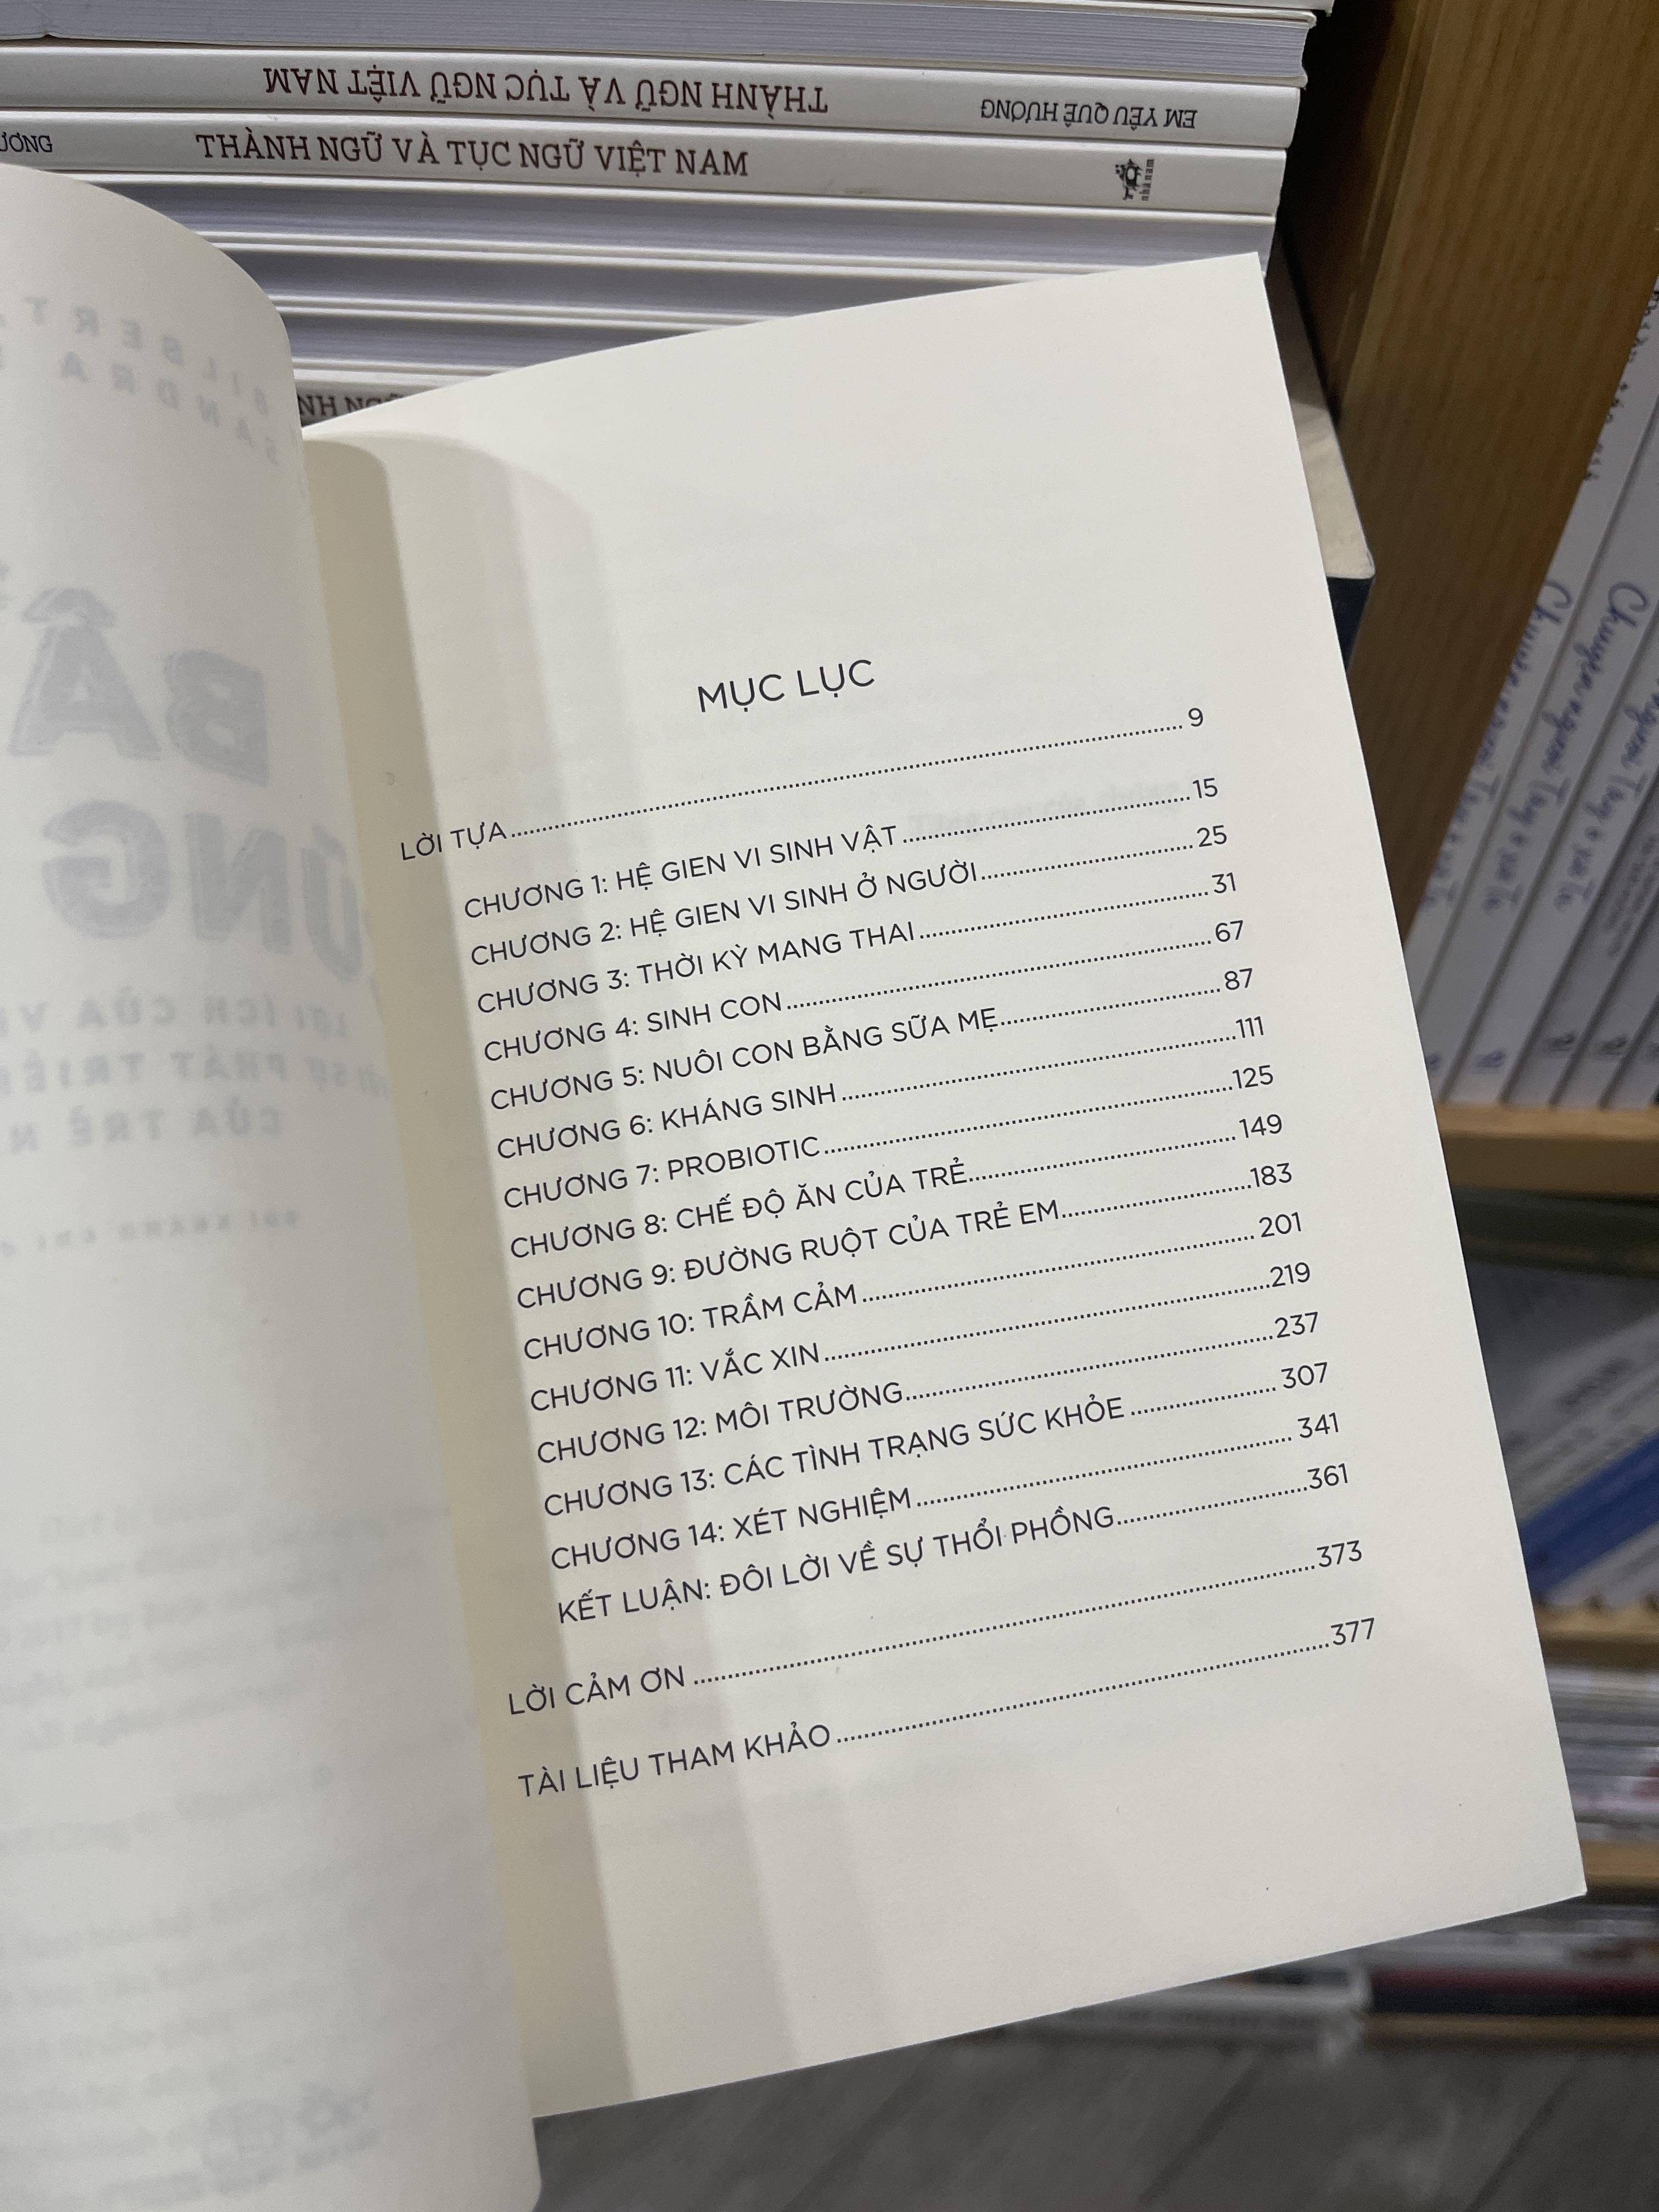 THÀNH NGỮ VÀ TỤC NGỮ VIỆT NAM
EM YÊU QUÊ HƯƠNG
THÀNH NGỮ VÀ TỤC NGỮ VIỆT NAM
nhã nam
MỤC LỤC
LỜI TỰA.......... 9
CHƯƠNG 1: HỆ GIEN VI SINH VẬT..........15
CHƯƠNG 2: HỆ GIEN VI SINH Ở NGƯỜI..........25
CHƯƠNG 3: THỜI KỲ MANG THAI..........31
CHƯƠNG 4: SINH CON..........67
CHƯƠNG 5: NUÔI CON BẰNG SỮA MẸ..........87
CHƯƠNG 6: KHÁNG SINH..........111
CHƯƠNG 7: PROBIOTIC..........125
CHƯƠNG 8: CHẾ ĐỘ ĂN CỦA TRẺ..........149
CHƯƠNG 9: ĐƯỜNG RUỘT CỦA TRẺ EM..........183
CHƯƠNG 10: TRẦM CẢM..........201
CHƯƠNG 11: VẮC XIN..........219
CHƯƠNG 12: MÔI TRƯỜNG..........237
CHƯƠNG 13: CÁC TÌNH TRẠNG SỨC KHỎE..........307
CHƯƠNG 14: XÉT NGHIỆM..........341
KẾT LUẬN: ĐÔI LỜI VỀ SỰ THỔI PHỒNG..........361
LỜI CẢM ƠN..........373
TÀI LIỆU THAM KHẢO..........377